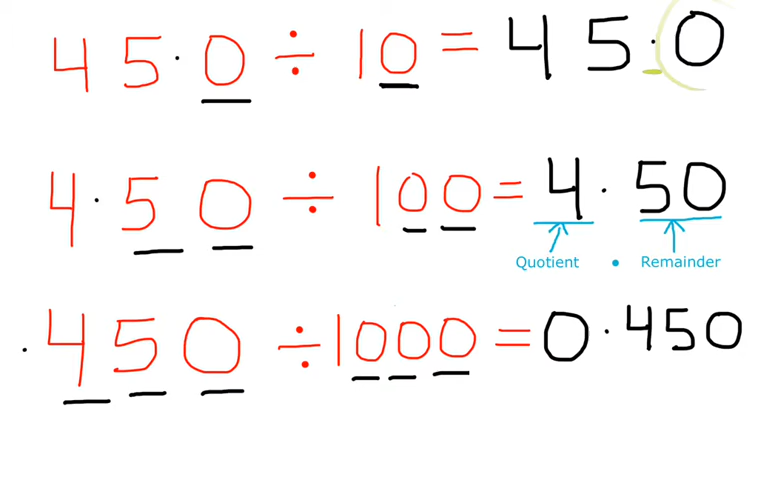 45.0 ÷ 10 = 45.0
4.50 ÷ 100 = 4.50
Quotient • Remainder
.450 ÷ 1000 = 0.450